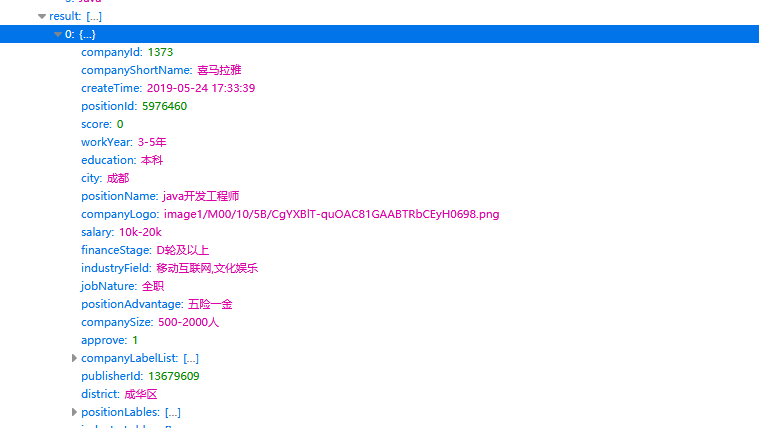 result: […]
0: {…}
companyId: 1373
companyShortName: 喜马拉雅
createTime: 2019-05-24 17:33:39
positionId: 5976460
score: 0
workYear: 3-5年
education: 本科
city: 成都
positionName: java开发工程师
companyLogo: image1/M00/10/5B/CgYXBlT-quOAC81GAABTRbCEyH0698.png
salary: 10k-20k
financeStage: D轮及以上
industryField: 移动互联网,文化娱乐
jobNature: 全职
positionAdvantage: 五险一金
companySize: 500-2000人
approve: 1
companyLabelList: […]
publisherId: 13679609
district: 成华区
positionLables: […]